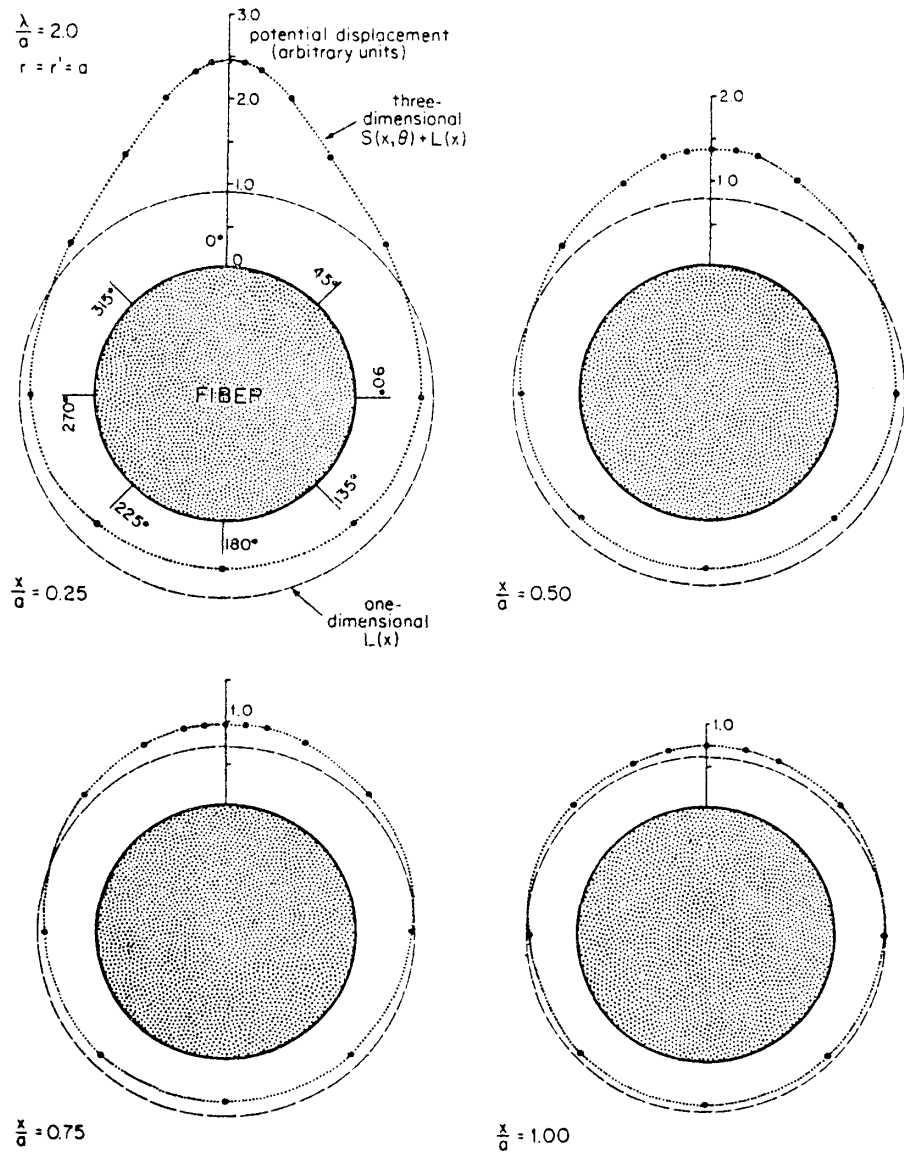 λ/a = 2.0
r = r' = a
3.0
potential displacement
(arbitrary units)
2.0
three-
dimensional
S(x,θ) + L(x)
1.0
0°
0
45°
90°
135°
180°
225°
270°
315°
FIBER
x/a = 0.25
one-
dimensional
L(x)
2.0
1.0
x/a = 0.50
1.0
x/a = 0.75
1.0
x/a = 1.00